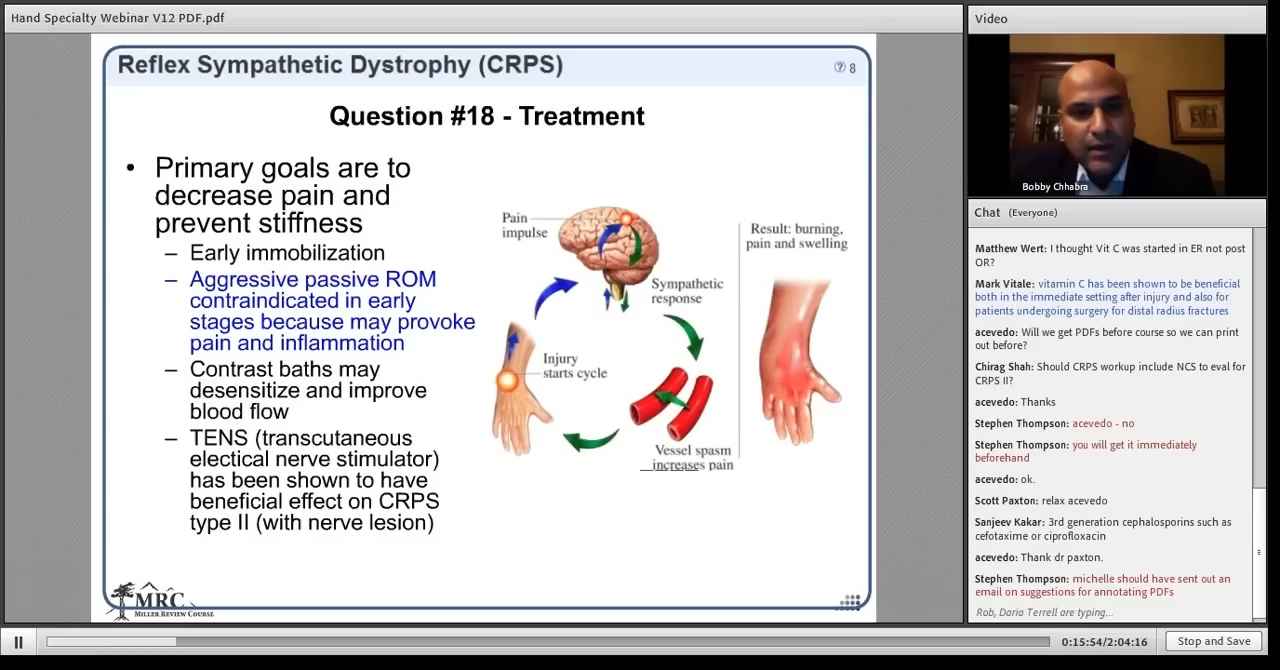 Hand Specialty Webinar V12 PDF.pdf
Reflex Sympathetic Dystrophy (CRPS)
8
Question #18 - Treatment
• Primary goals are to
decrease pain and
prevent stiffness
– Early immobilization
– Aggressive passive ROM
contraindicated in early
stages because may provoke
pain and inflammation
– Contrast baths may
desensitize and improve
blood flow
– TENS (transcutaneous
electical nerve stimulator)
has been shown to have
beneficial effect on CRPS
type II (with nerve lesion)
Pain
impulse
Sympathetic
response
Injury
starts cycle
Vessel spasm
increases pain
Result: burning,
pain and swelling
MRC
MILLER REVIEW COURSE
Video
Bobby Chhabra
Chat (Everyone)
Matthew Wert: I thought Vit C was started in ER not post
OR?
Mark Vitale: vitamin C has been shown to be beneficial
both in the immediate setting after injury and also for
patients undergoing surgery for distal radius fractures
acevedo: Will we get PDFs before course so we can print
out before?
Chirag Shah: Should CRPS workup include NCS to eval for
CRPS II?
acevedo: Thanks
Stephen Thompson: acevedo - no
Stephen Thompson: you will get it immediately
beforehand
acevedo: ok.
Scott Paxton: relax acevedo
Sanjeev Kakar: 3rd generation cephalosporins such as
cefotaxime or ciprofloxacin
acevedo: Thank dr paxton.
Stephen Thompson: michelle should have sent out an
email on suggestions for annotating PDFs
Rob, Daria Terrell are typing...
0:15:54/2:04:16
Stop and Save